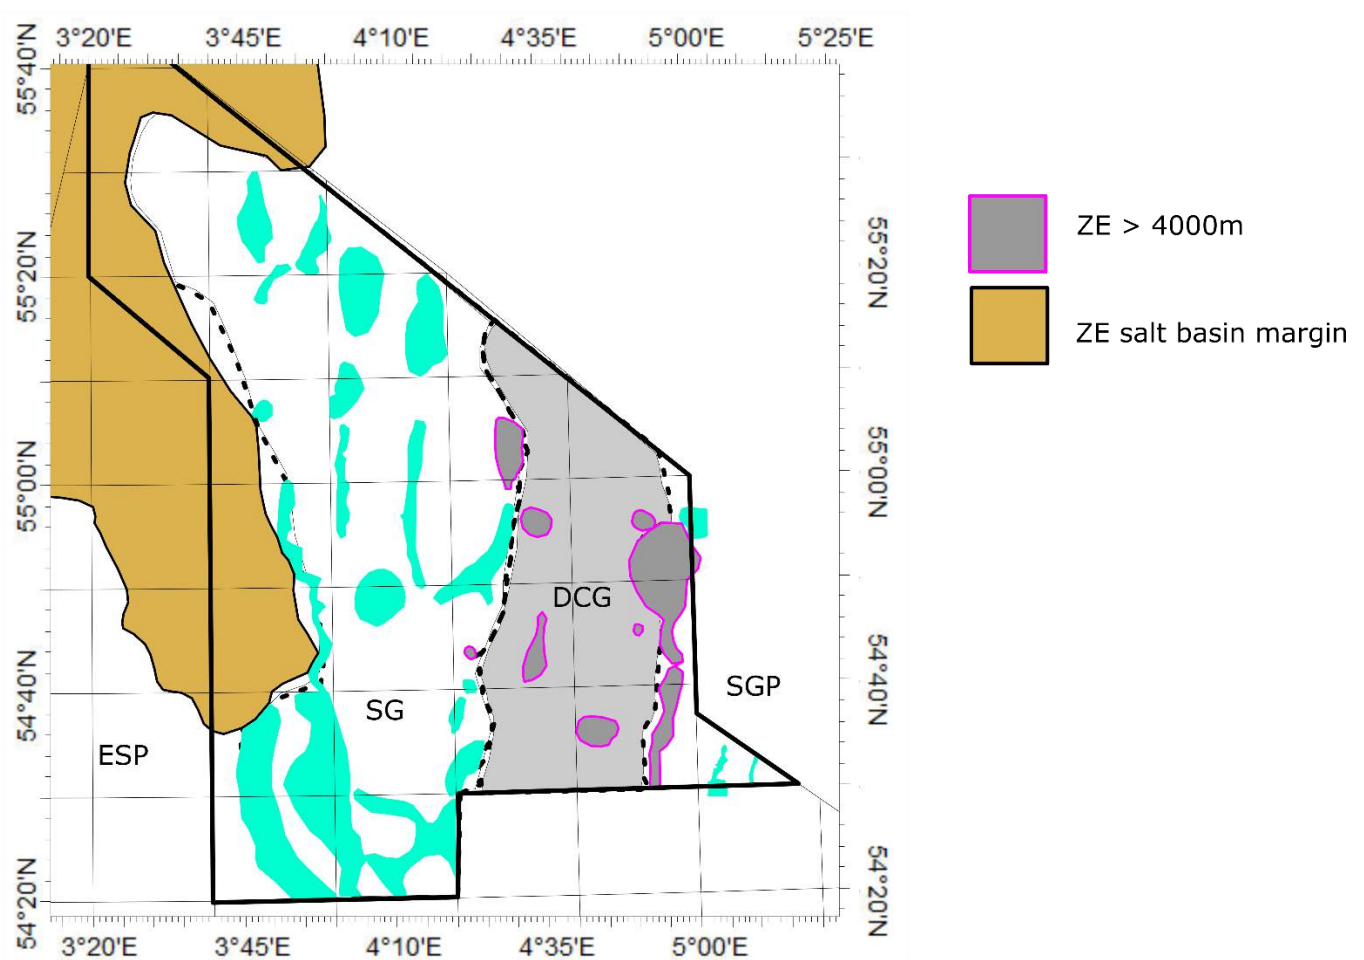 3°20'E 3°45'E 4°10'E 4°35'E 5°00'E 5°25'E
55°40'N
55°20'N
55°00'N
54°40'N
54°20'N
55°20'N
55°00'N
54°40'N
54°20'N
DCG
SGP
SG
ESP
3°20'E 3°45'E 4°10'E 4°35'E 5°00'E
ZE > 4000m
ZE salt basin margin